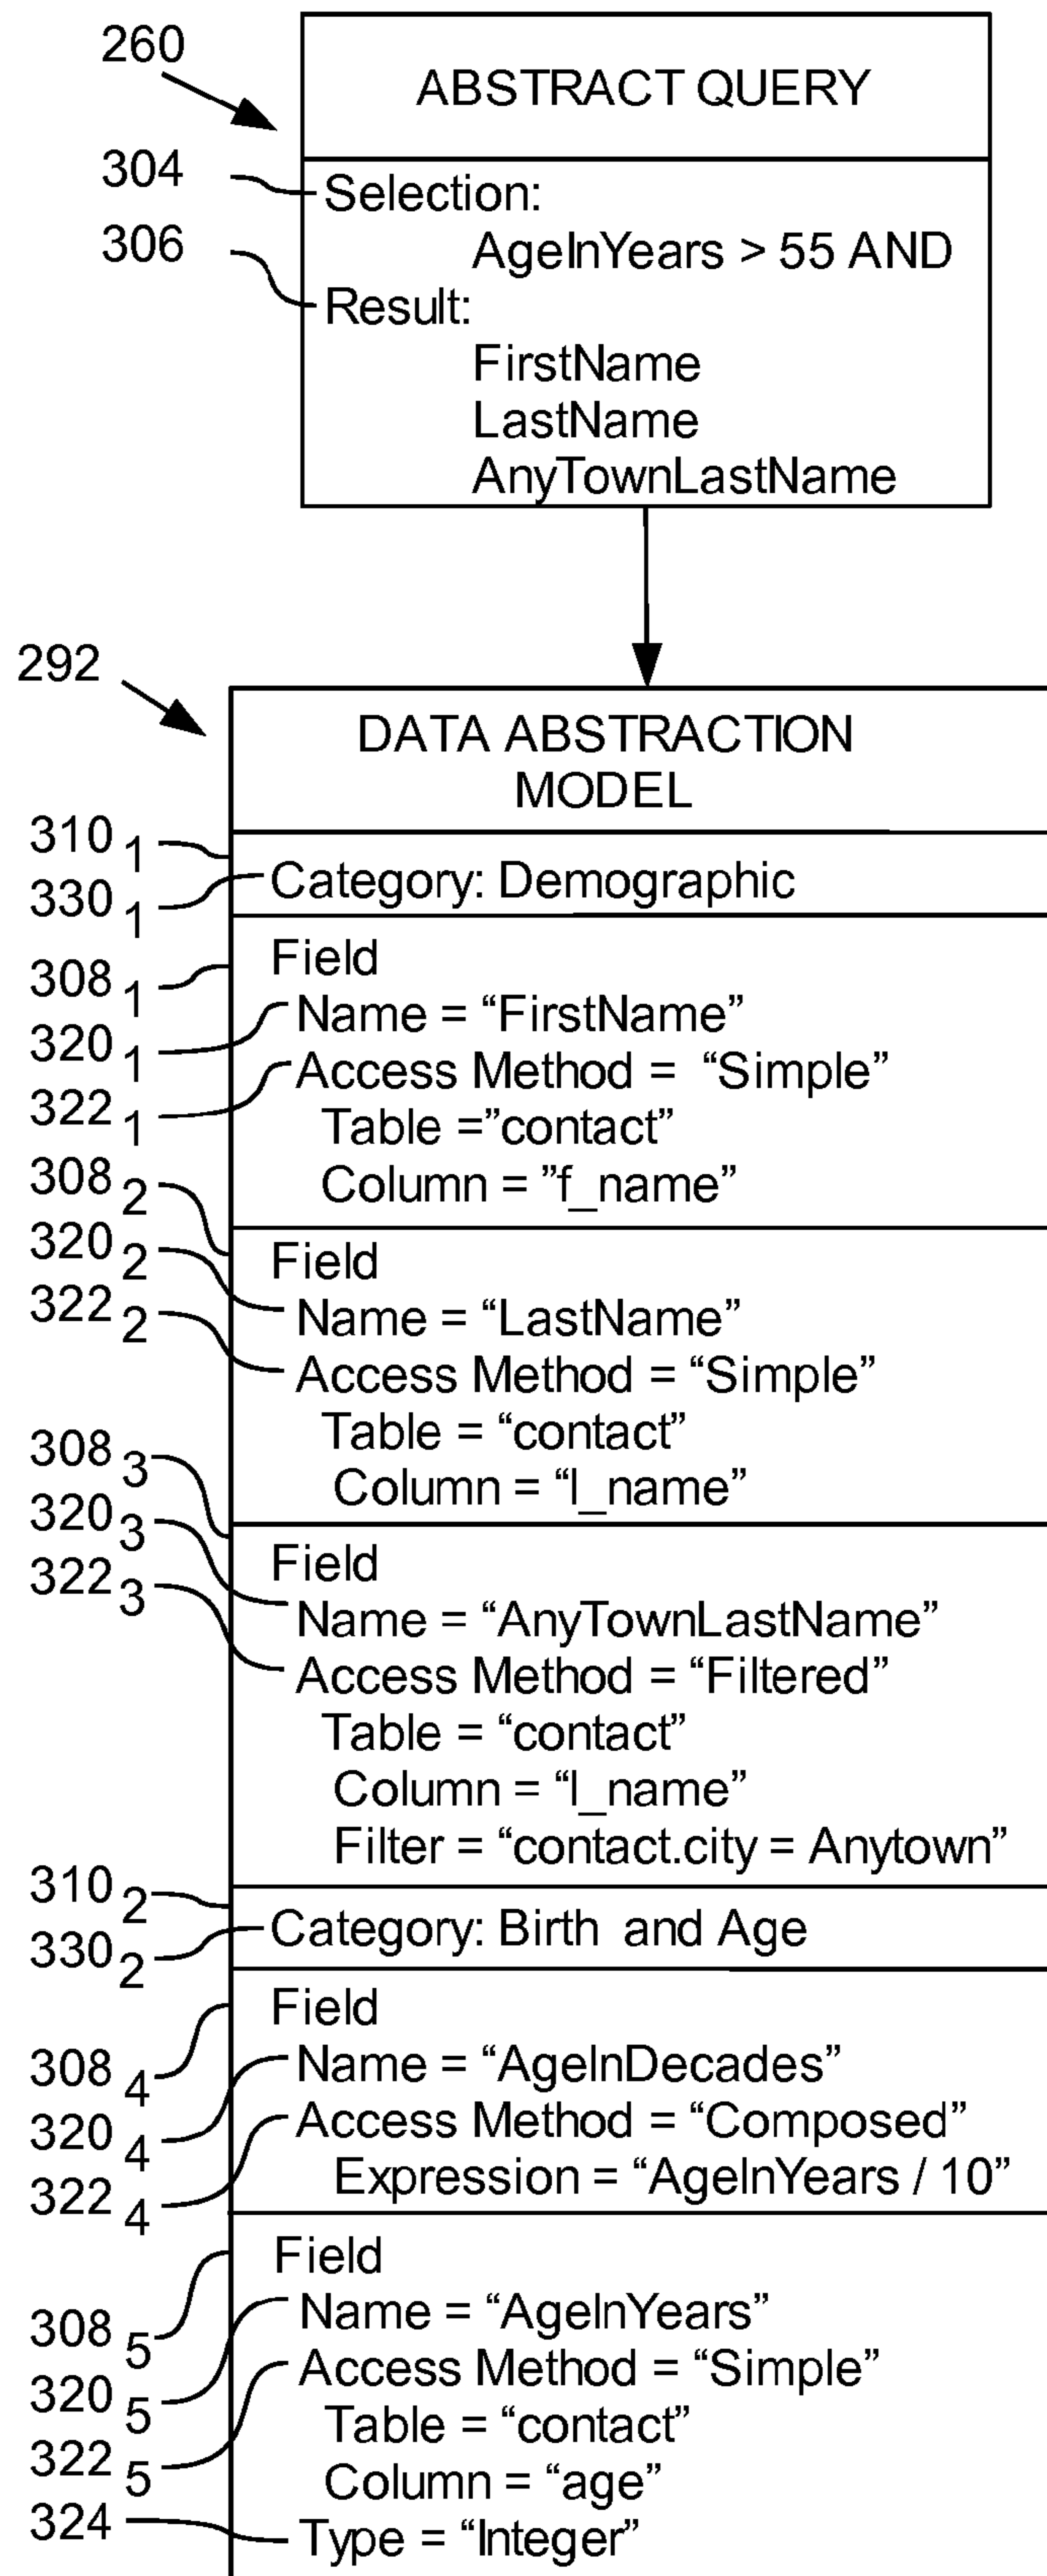 260
ABSTRACT QUERY
304
Selection:
AgeInYears > 55 AND
306
Result:
FirstName
LastName
AnyTownLastName
292
DATA ABSTRACTION
MODEL
310 1
330 1
Category: Demographic
308 1
Field
320 1
Name = “FirstName”
322 1
Access Method = “Simple”
Table =”contact”
Column = ”f_name”
308 2
Field
320 2
Name = “LastName”
322 2
Access Method = “Simple”
Table = “contact”
Column = “l_name”
308 3
Field
320 3
Name = “AnyTownLastName”
322 3
Access Method = “Filtered”
Table = “contact”
Column = “l_name”
Filter = “contact.city = Anytown”
310 2
330 2
Category: Birth and Age
308 4
Field
320 4
Name = “AgeInDecades”
322 4
Access Method = “Composed”
Expression = “AgeInYears / 10”
308 5
Field
320 5
Name = “AgeInYears”
322 5
Access Method = “Simple”
Table = “contact”
Column = “age”
324
Type = “Integer”